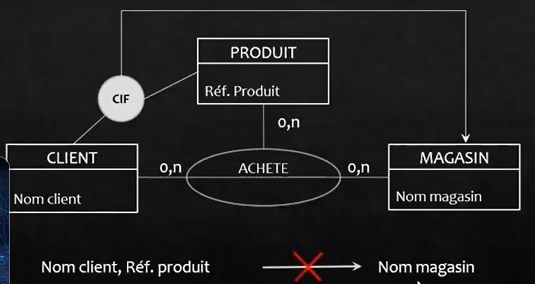 PRODUIT
Réf. Produit
CIF
0,n
CLIENT
Nom client
0,n
ACHETE
0,n
MAGASIN
Nom magasin
Nom client, Réf. produit
Nom magasin